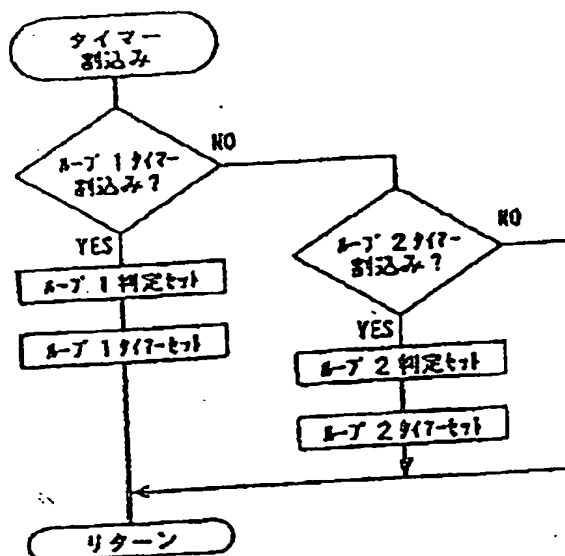 タイマー
割込み
ループ 1 タイマー
割込み?
NO
YES
ループ 1 判定セット
ループ 1 タイマーセット
ループ 2 タイマー
割込み?
NO
YES
ループ 2 判定セット
ループ 2 タイマーセット
リターン